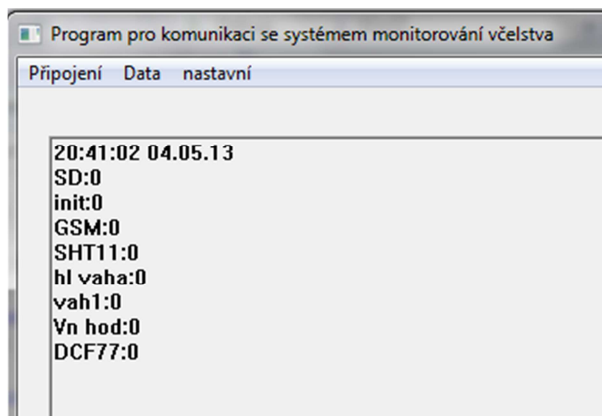 Program pro komunikaci se systémem monitorování včelstva
Připojení Data nastavní
20:41:02 04.05.13
SD:0
init:0
GSM:0
SHT11:0
hl vaha:0
vah1:0
Vn hod:0
DCF77:0